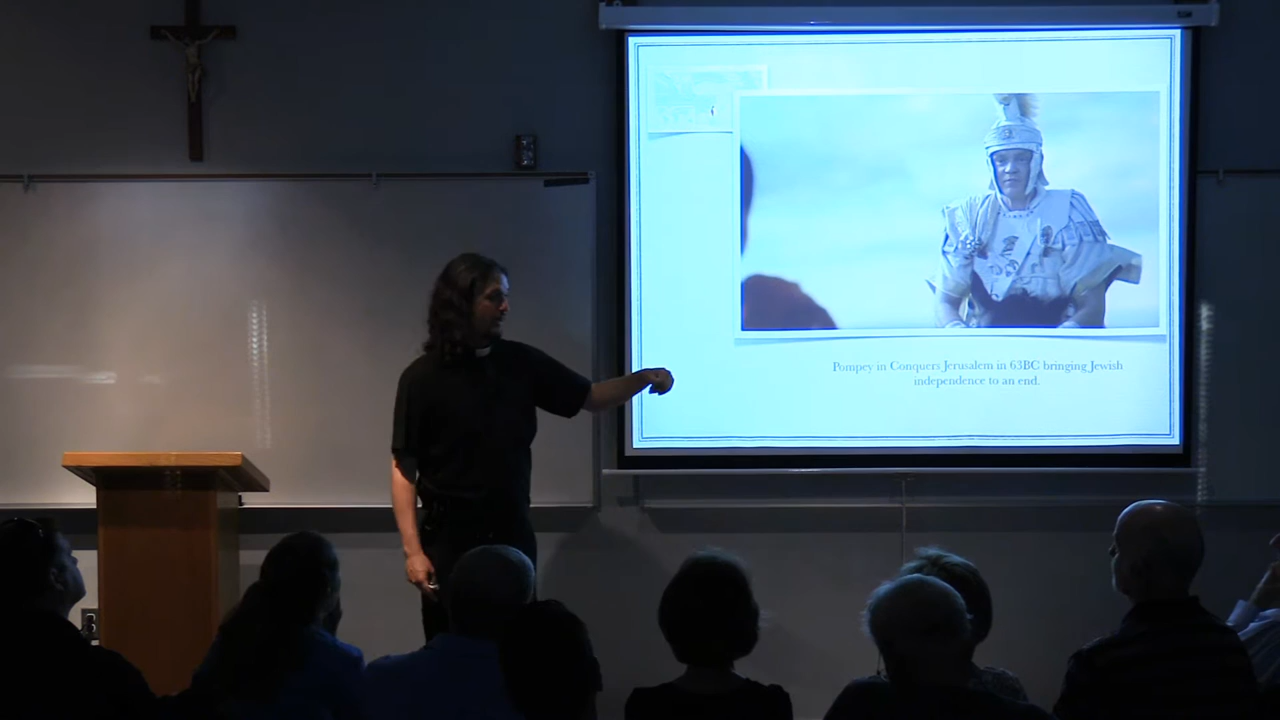 Pompey in Conquers Jerusalem in 63BC bringing Jewish
independence to an end.